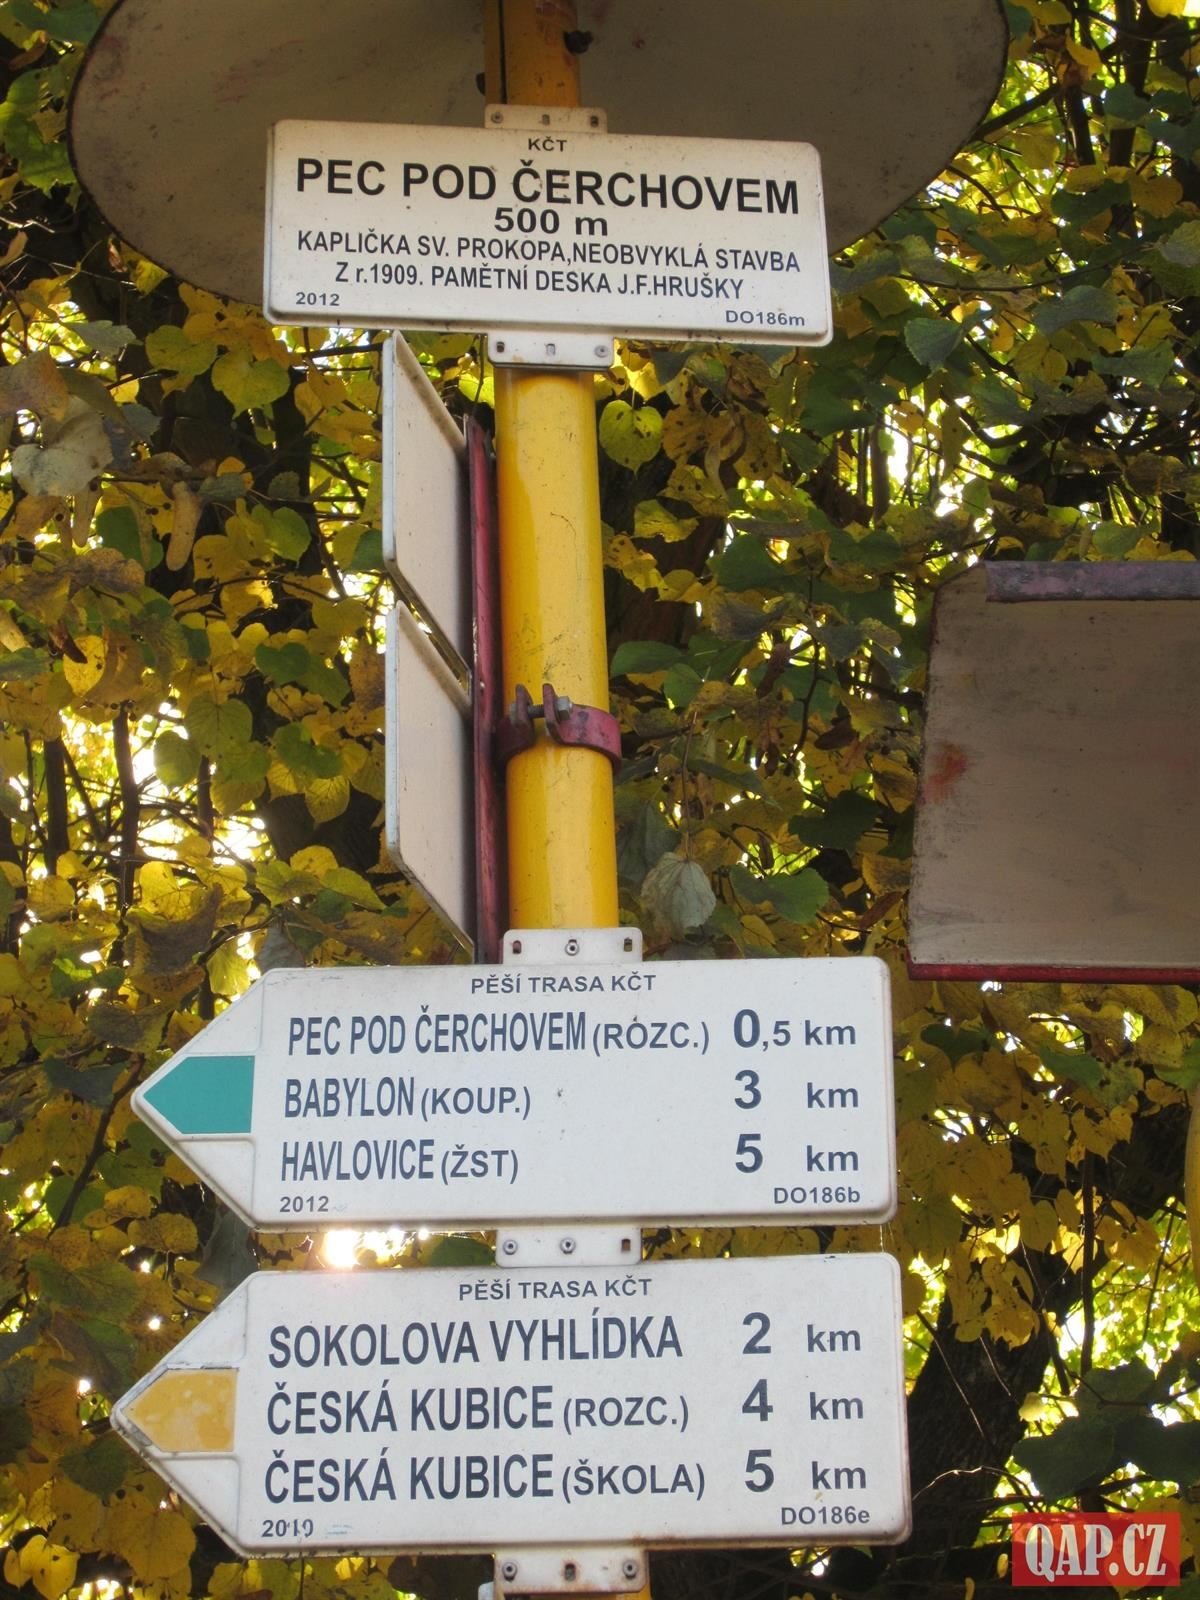 KČT
PEC POD ČERCHOVEM
500 m
KAPLIČKA SV. PROKOPA,NEOBVYKLÁ STAVBA
Z r.1909. PAMĚTNÍ DESKA J.F.HRUŠKY
2012 DO186m
PĚŠÍ TRASA KČT
PEC POD ČERCHOVEM (ROZC.) 0,5 km
BABYLON (KOUP.) 3 km
HAVLOVICE (ŽST) 5 km
2012 DO186b
PĚŠÍ TRASA KČT
SOKOLOVA VYHLÍDKA 2 km
ČESKÁ KUBICE (ROZC.) 4 km
ČESKÁ KUBICE (ŠKOLA) 5 km
2010 DO186e
QAP.CZ